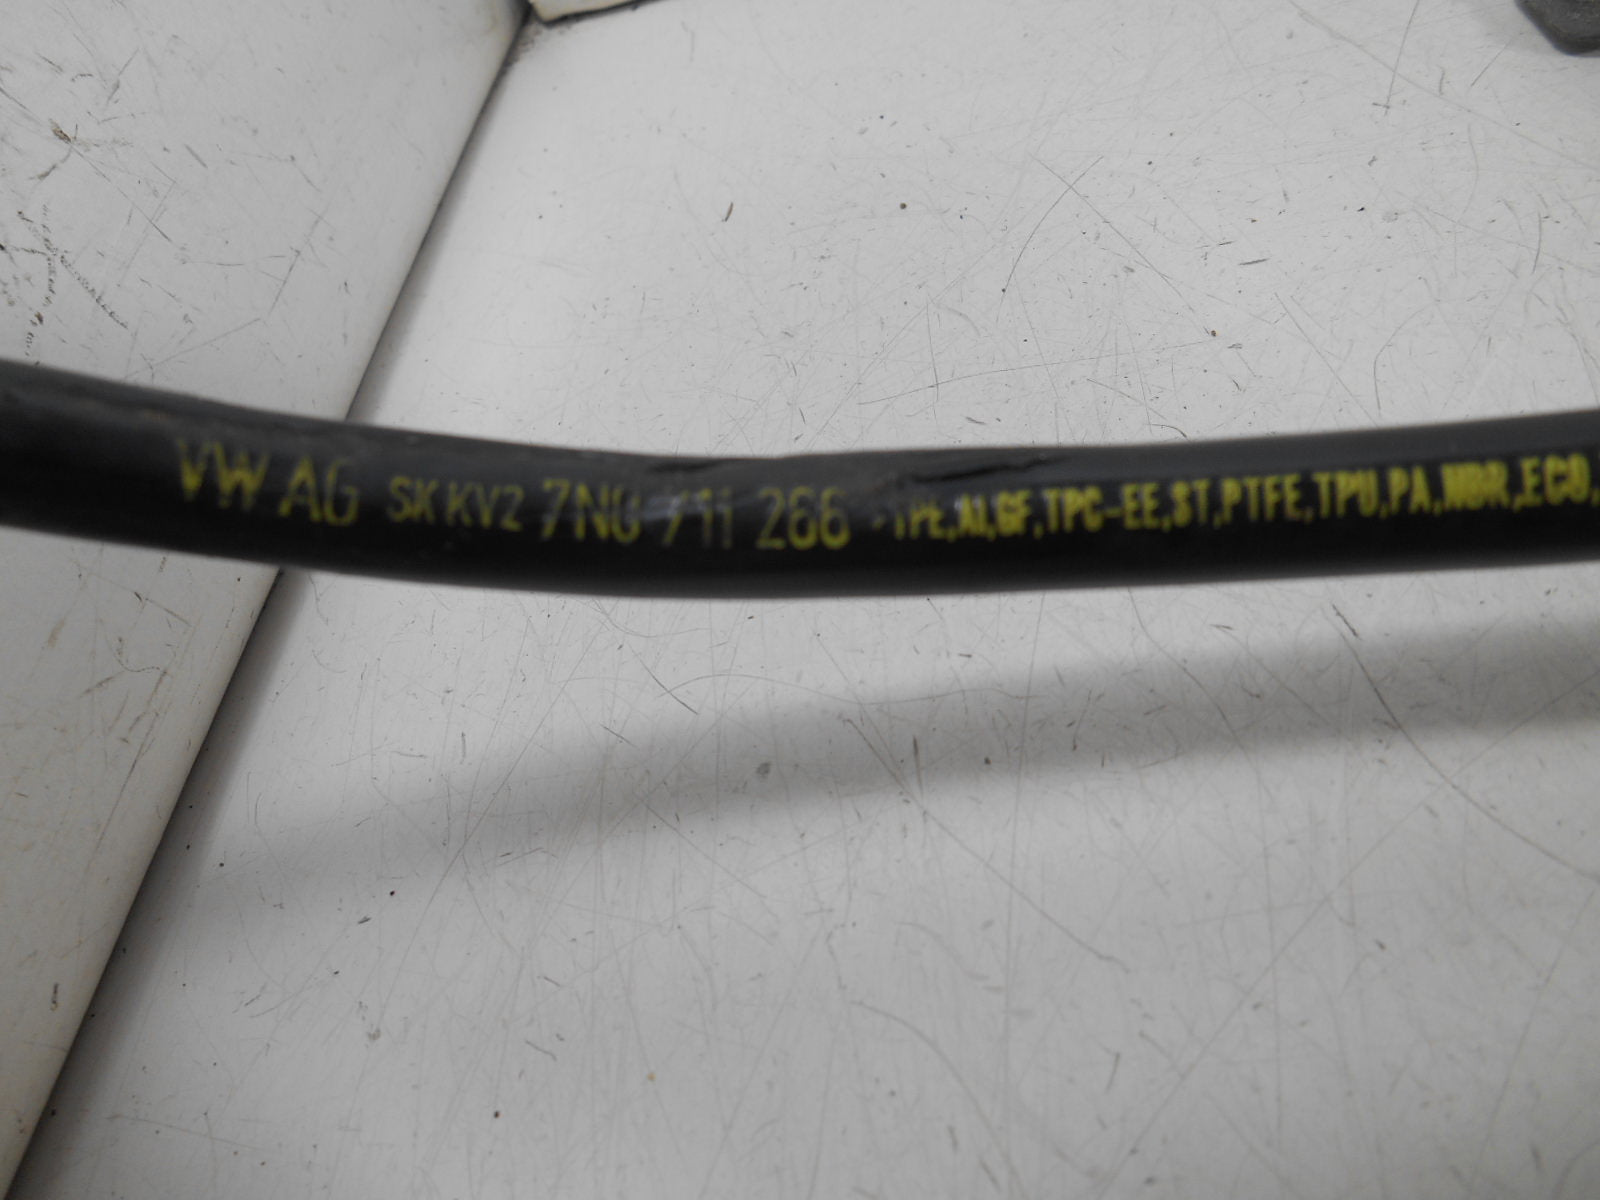 VW AG SK KV2 7N0 711 266 >TPE,Al,GF,TPC-EE,ST,PTFE,TPU,PA,NBR,ECO,